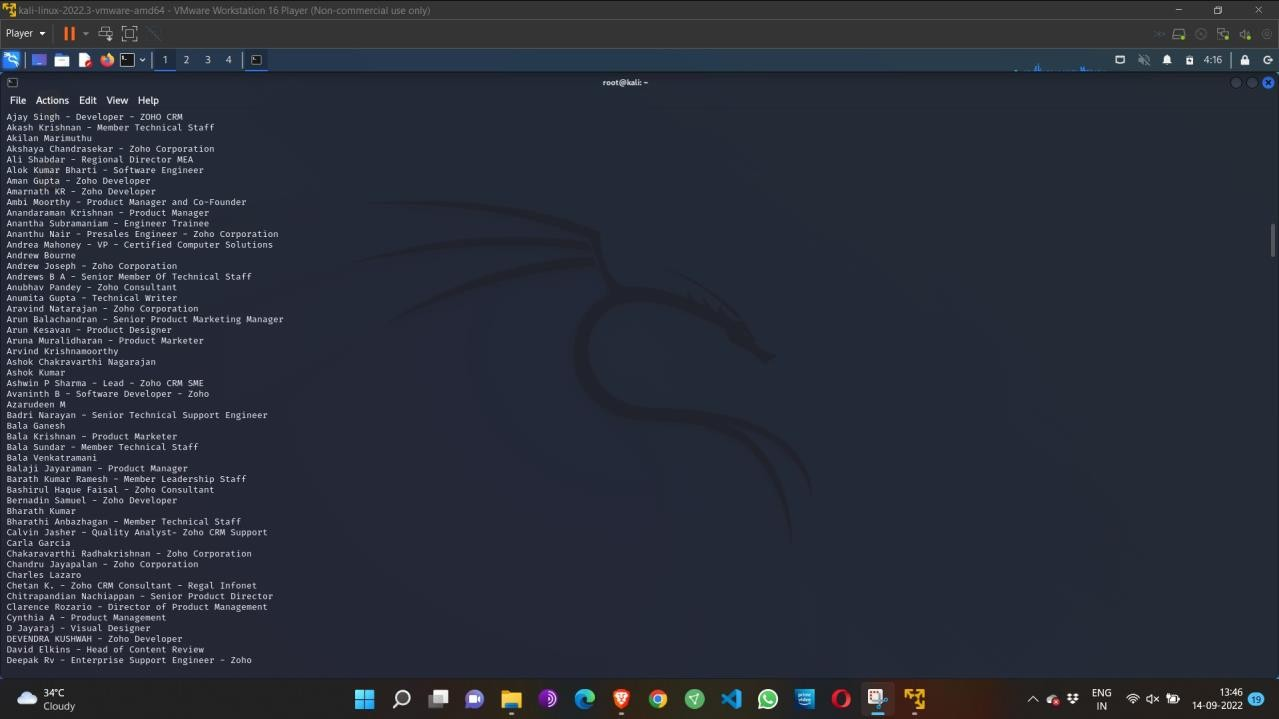 kali-linux-2022.3-vmware-amd64 - VMware Workstation 16 Player (Non-commercial use only)
Player
1 2 3 4
4:16
root@kali: ~
File Actions Edit View Help
Ajay Singh - Developer - ZOHO CRM
Akash Krishnan - Member Technical Staff
Akilan Marimuthu
Akshaya Chandrasekar - Zoho Corporation
Ali Shabdar - Regional Director MEA
Alok Kumar Bharti - Software Engineer
Aman Gupta - Zoho Developer
Amarnath KR - Zoho Developer
Ambi Moorthy - Product Manager and Co-Founder
Anandaraman Krishnan - Product Manager
Anantha Subramaniam - Engineer Trainee
Ananthu Nair - Presales Engineer - Zoho Corporation
Andrea Mahoney - VP - Certified Computer Solutions
Andrew Bourne
Andrew Joseph - Zoho Corporation
Andrews B A - Senior Member Of Technical Staff
Anubhav Pandey - Zoho Consultant
Anumita Gupta - Technical Writer
Aravind Natarajan - Zoho Corporation
Arun Balachandran - Senior Product Marketing Manager
Arun Kesavan - Product Designer
Aruna Muralidharan - Product Marketer
Arvind Krishnamoorthy
Ashok Chakravarthi Nagarajan
Ashok Kumar
Ashwin P Sharma - Lead - Zoho CRM SME
Avaninth B - Software Developer - Zoho
Azarudeen M
Badri Narayan - Senior Technical Support Engineer
Bala Ganesh
Bala Krishnan - Product Marketer
Bala Sundar - Member Technical Staff
Bala Venkatramani
Balaji Jayaraman - Product Manager
Barath Kumar Ramesh - Member Leadership Staff
Bashirul Haque Faisal - Zoho Consultant
Bernadin Samuel - Zoho Developer
Bharath Kumar
Bharathi Anbazhagan - Member Technical Staff
Calvin Jasher - Quality Analyst- Zoho CRM Support
Carla Garcia
Chakaravarthi Radhakrishnan - Zoho Corporation
Chandru Jayapalan - Zoho Corporation
Charles Lazaro
Chetan K. - Zoho CRM Consultant - Regal Infonet
Chitrapandian Nachiappan - Senior Product Director
Clarence Rozario - Director of Product Management
Cynthia A - Product Management
D Jayaraj - Visual Designer
DEVENDRA KUSHWAH - Zoho Developer
David Elkins - Head of Content Review
Deepak Rv - Enterprise Support Engineer - Zoho
34°C
Cloudy
prime video
ENG
IN
13:46
14-09-2022
19